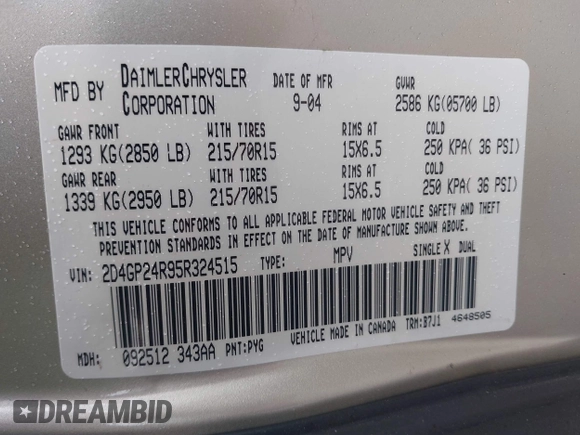 MFD BY DAIMLERCHRYSLER CORPORATION DATE OF MFR 9-04 GVWR 2586 KG(05700 LB)
GAWR FRONT WITH TIRES RIMS AT COLD
1293 KG(2850 LB) 215/70R15 15X6.5 250 KPA( 36 PSI)
GAWR REAR WITH TIRES RIMS AT COLD
1339 KG(2950 LB) 215/70R15 15X6.5 250 KPA( 36 PSI)
THIS VEHICLE CONFORMS TO ALL APPLICABLE FEDERAL MOTOR VEHICLE SAFETY AND THEFT
PREVENTION STANDARDS IN EFFECT ON THE DATE OF MANUFACTURE SHOWN ABOVE.
VIN: 2D4GP24R95R324515 TYPE: MPV SINGLE X DUAL
MDH: 092512 343AA PNT:PYG VEHICLE MADE IN CANADA TRM:B7J1 4648505
DREAMBID